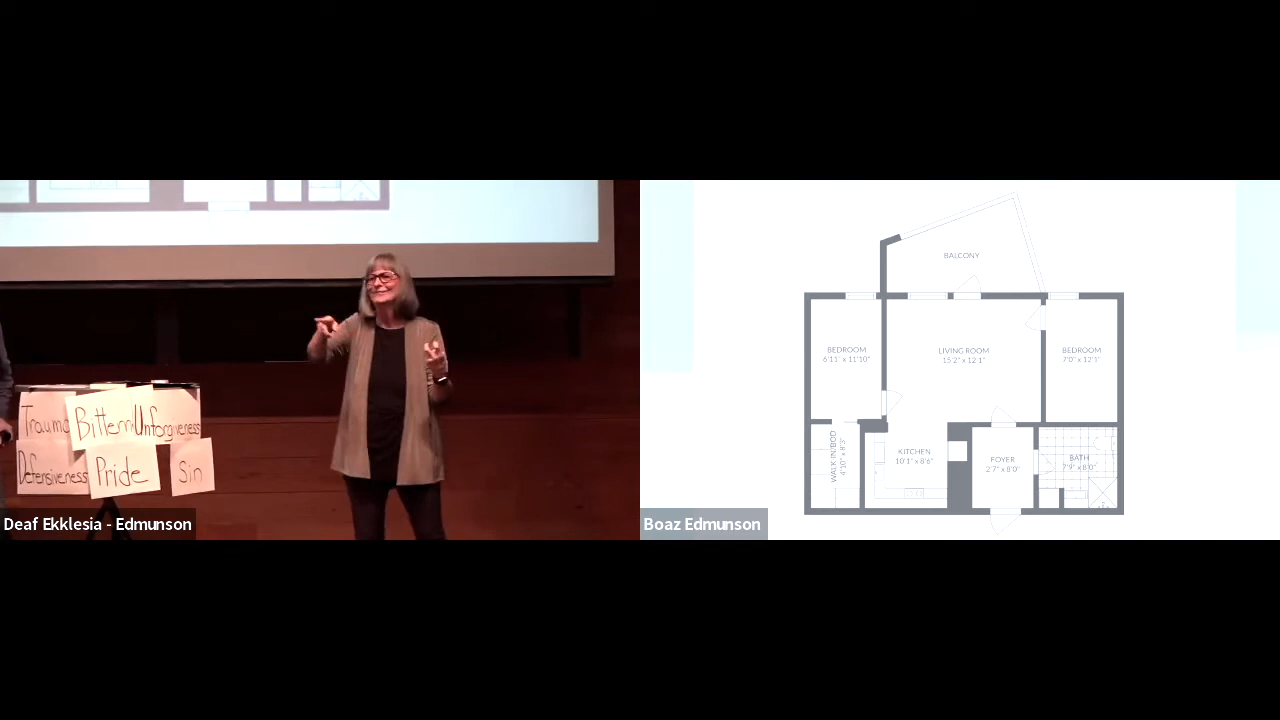 Trauma
Unforgiveness
Defensiveness
Pride
Sin
Deaf Ekklesia - Edmunson
BALCONY
BEDROOM
6'11" x 11'10"
LIVING ROOM
15'2" x 12'1"
BEDROOM
7'0" x 12'1"
WALK IN/BOD
4'10" x 8'3"
KITCHEN
10'1" x 8'6"
FOYER
2'7" x 8'0"
BATH
7'9" x 8'0"
Boaz Edmunson